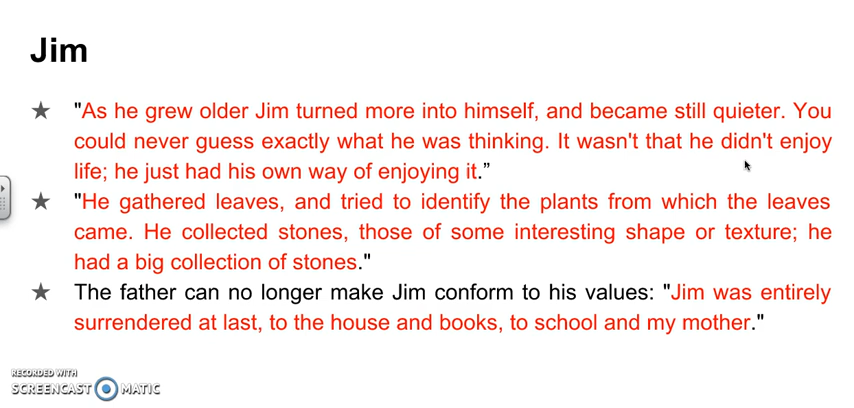 Jim
★ "As he grew older Jim turned more into himself, and became still quieter. You
could never guess exactly what he was thinking. It wasn't that he didn't enjoy
life; he just had his own way of enjoying it.”
★ "He gathered leaves, and tried to identify the plants from which the leaves
came. He collected stones, those of some interesting shape or texture; he
had a big collection of stones."
★ The father can no longer make Jim conform to his values: "Jim was entirely
surrendered at last, to the house and books, to school and my mother."
RECORDED WITH
SCREENCAST MATIC